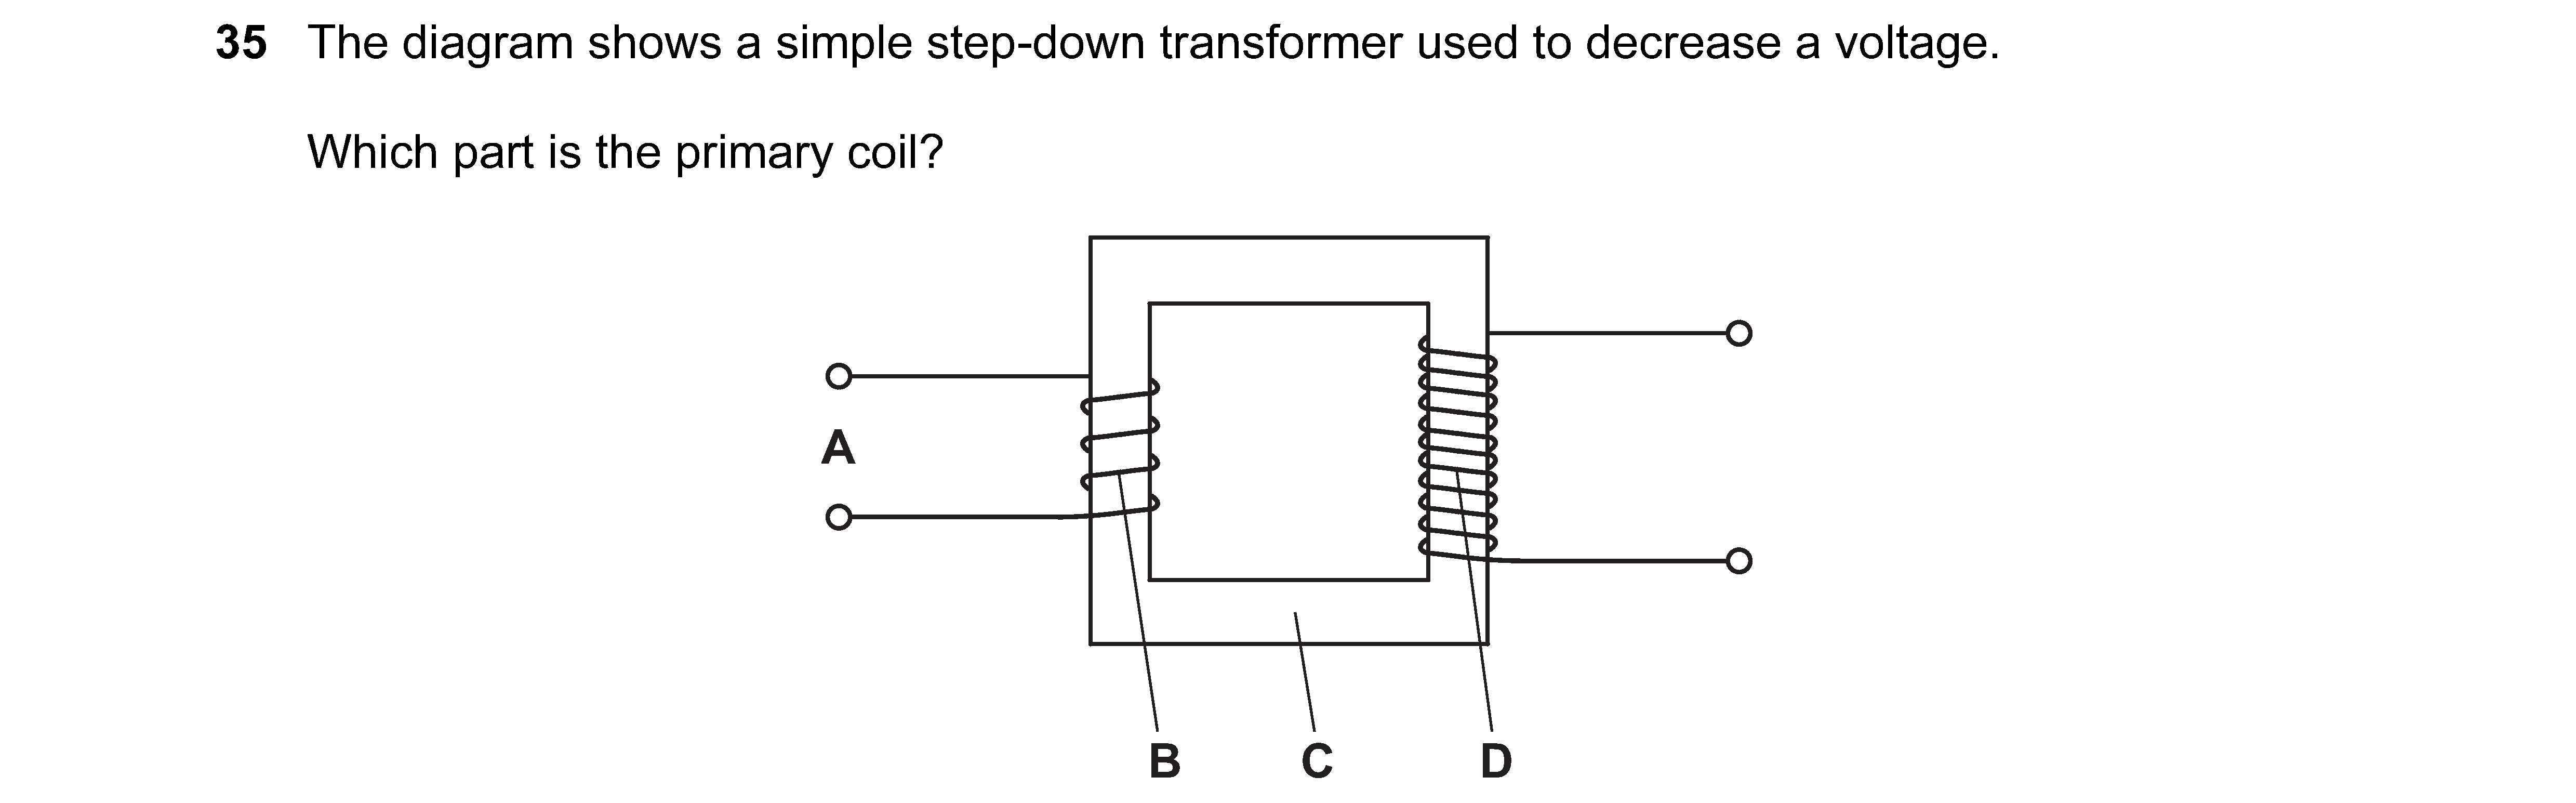 35 The diagram shows a simple step-down transformer used to decrease a voltage.
Which part is the primary coil?
A
B C D